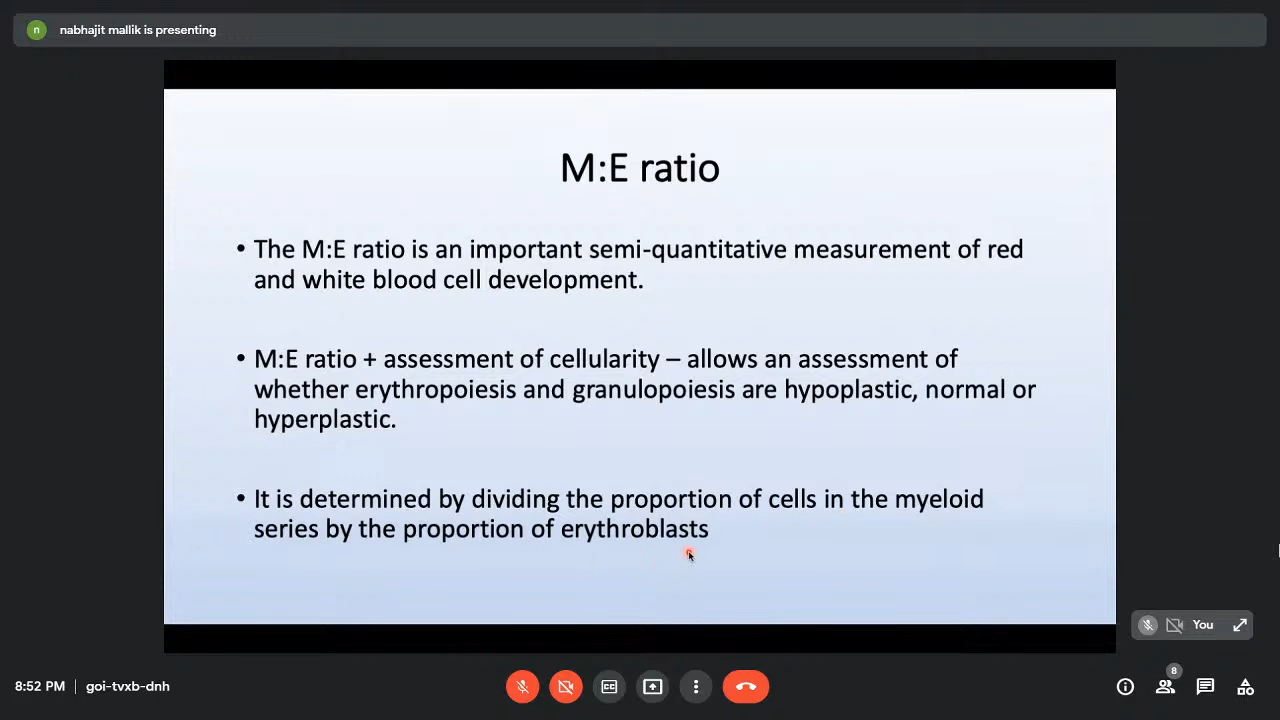 n
nabhajit mallik is presenting
M:E ratio
• The M:E ratio is an important semi-quantitative measurement of red
and white blood cell development.
• M:E ratio + assessment of cellularity – allows an assessment of
whether erythropoiesis and granulopoiesis are hypoplastic, normal or
hyperplastic.
• It is determined by dividing the proportion of cells in the myeloid
series by the proportion of erythroblasts
You
8:52 PM | goi-tvxb-dnh
CC
8